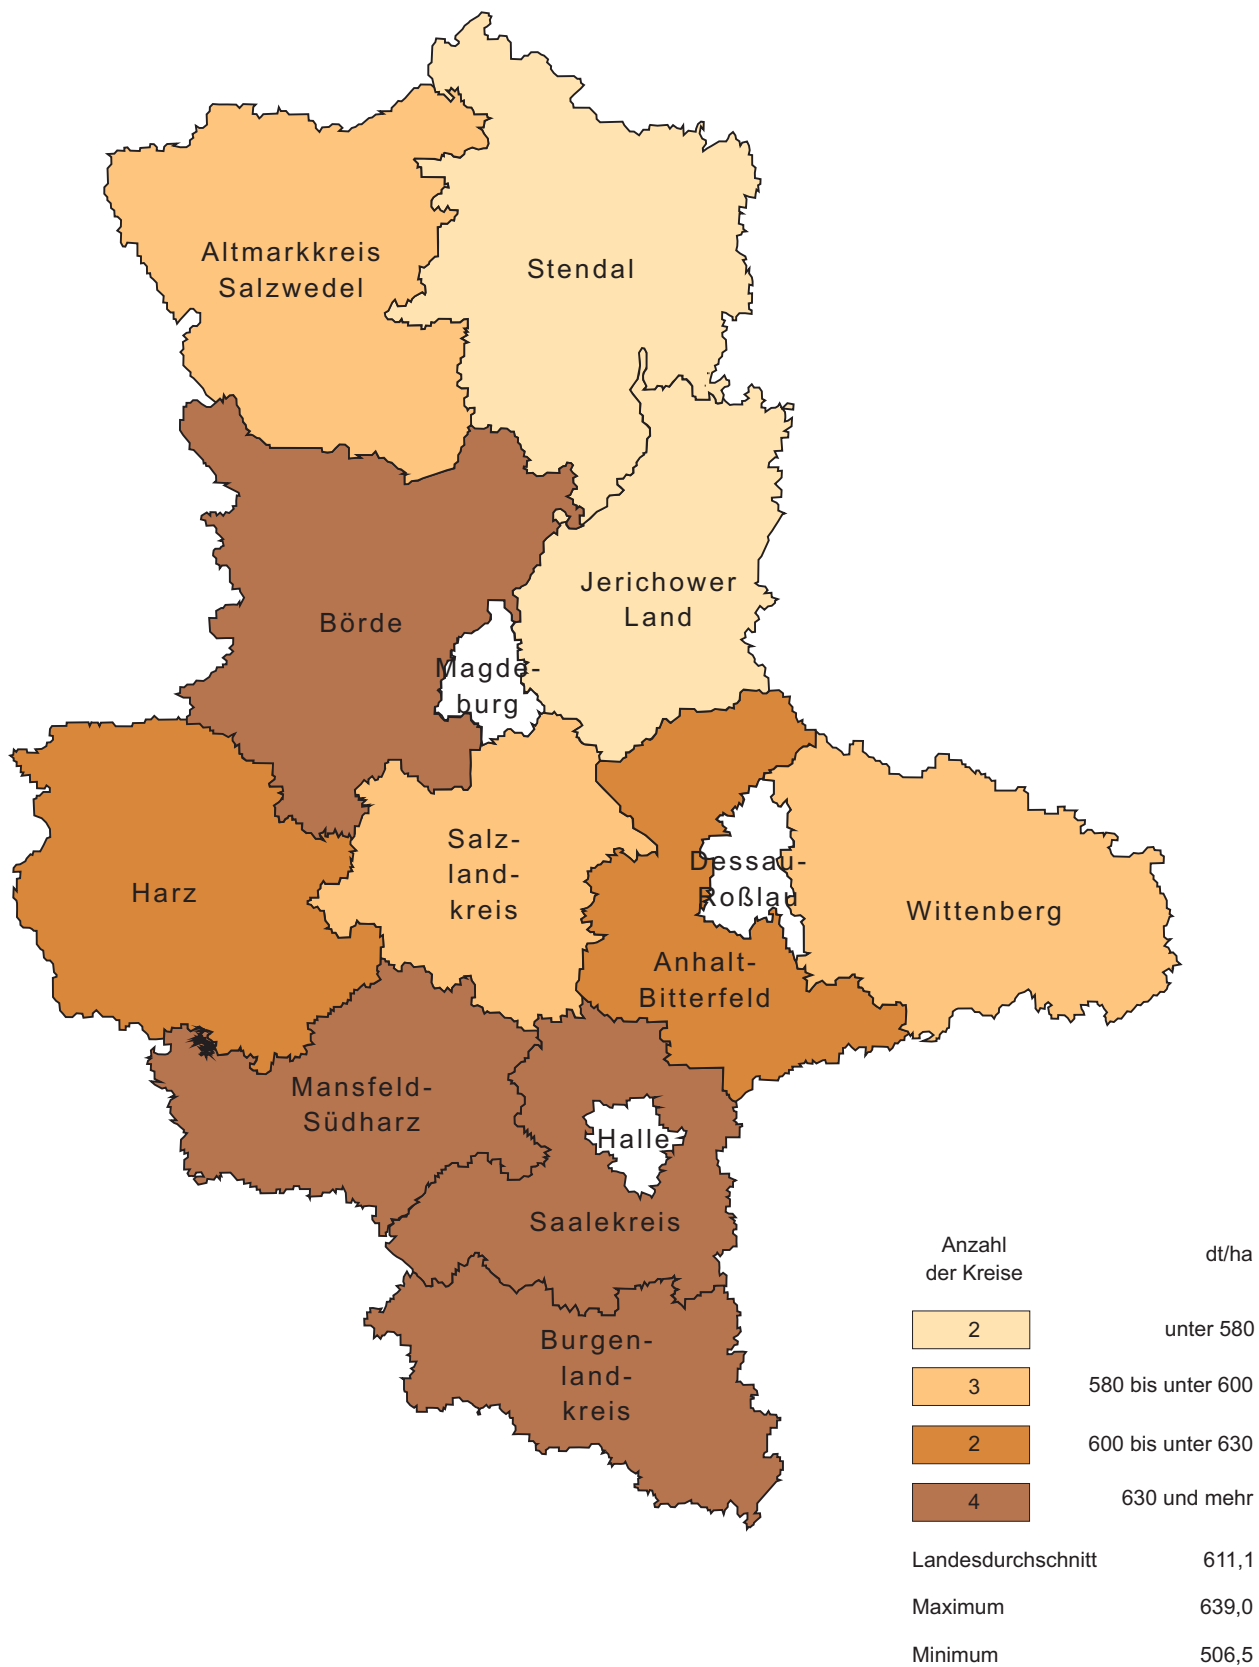 Altmarkkreis
Salzwedel
Stendal
Jerichower
Land
Börde
Magde-
burg
Salz-
land-
kreis
Harz
Dessau-
Roßlau
Wittenberg
Anhalt-
Bitterfeld
Mansfeld-
Südharz
Halle
Saalekreis
Burgen-
land-
kreis
Anzahl
der Kreise
dt/ha
2 unter 580
3 580 bis unter 600
2 600 bis unter 630
4 630 und mehr
Landesdurchschnitt 611,1
Maximum 639,0
Minimum 506,5